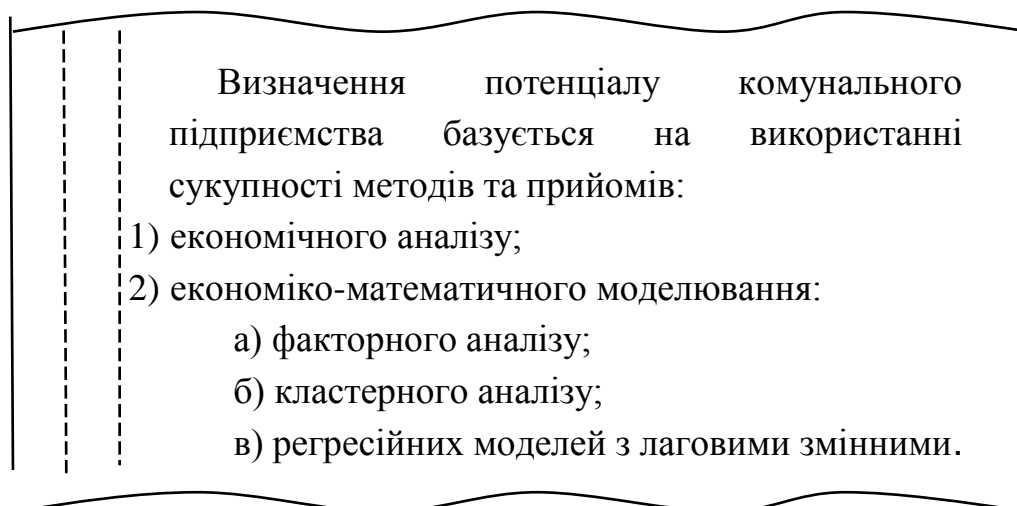 Визначення потенціалу комунального
підприємства базується на використанні
сукупності методів та прийомів:
1) економічного аналізу;
2) економіко-математичного моделювання:
а) факторного аналізу;
б) кластерного аналізу;
в) регресійних моделей з лаговими змінними.